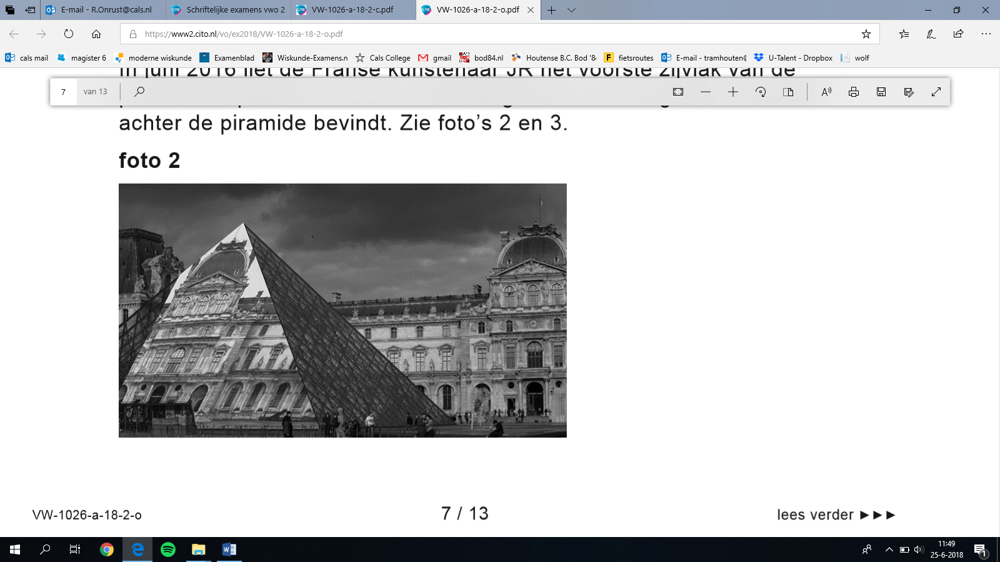 E-mail - R.Onrust@cals.nl
Schriftelijke examens vwo 2
VW-1026-a-18-2-c.pdf
VW-1026-a-18-2-o.pdf
https://www2.cito.nl/vo/ex2018/VW-1026-a-18-2-o.pdf
cals mail magister 6 moderne wiskunde Examenblad Wiskunde-Examens.n Cals College gmail bod84.nl Houtense B.C. Bod '84 fietsroutes E-mail - tramhouten@ U-Talent - Dropbox wolf
In juni 2016 liet de Franse kunstenaar JR het voorste zijvlak van de
7 van 13
achter de piramide bevindt. Zie foto's 2 en 3.
foto 2
VW-1026-a-18-2-o 7 / 13 lees verder ►►►
11:49
25-6-2018
1